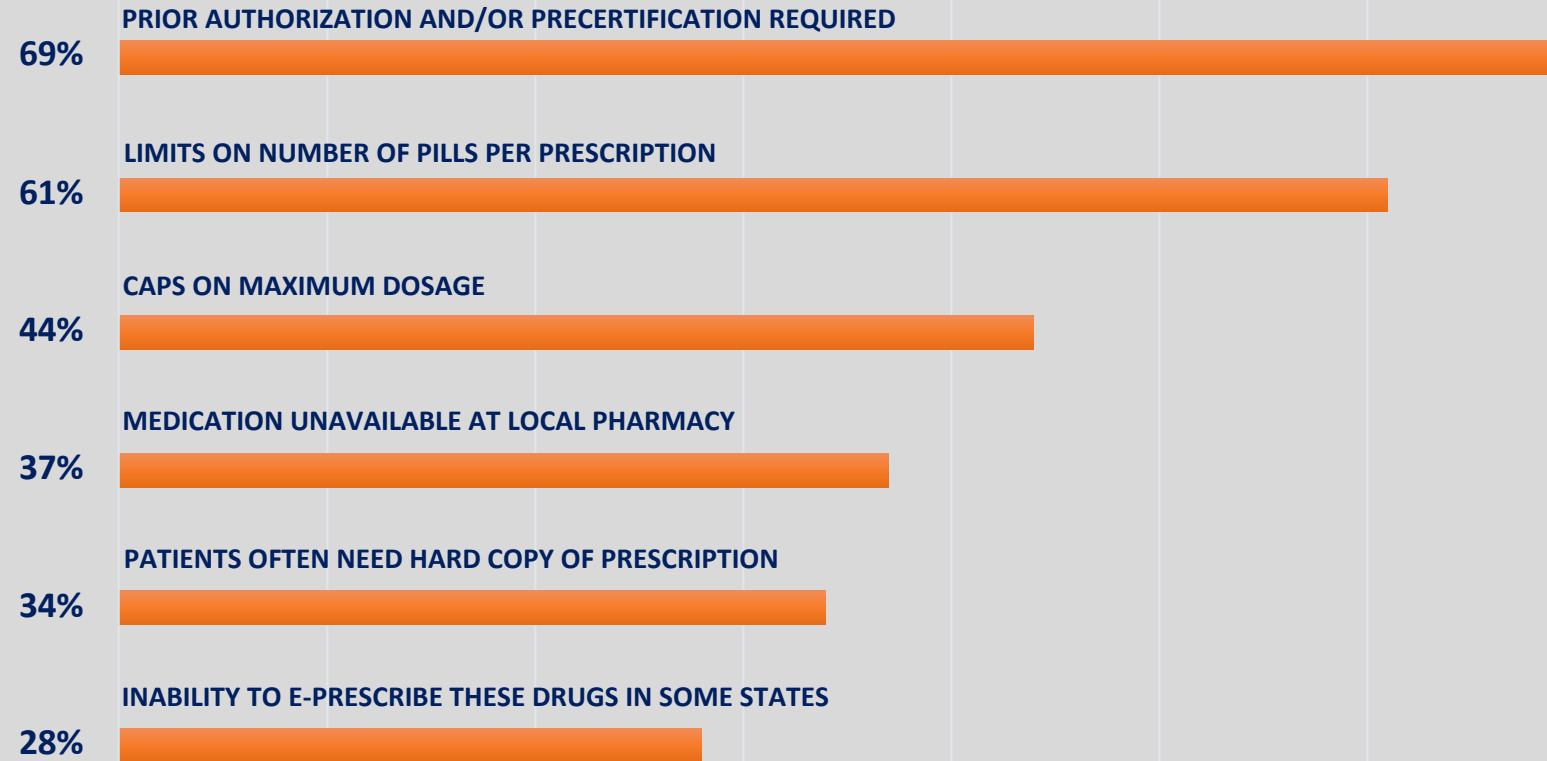 PRIOR AUTHORIZATION AND/OR PRECERTIFICATION REQUIRED
69%
LIMITS ON NUMBER OF PILLS PER PRESCRIPTION
61%
CAPS ON MAXIMUM DOSAGE
44%
MEDICATION UNAVAILABLE AT LOCAL PHARMACY
37%
PATIENTS OFTEN NEED HARD COPY OF PRESCRIPTION
34%
INABILITY TO E-PRESCRIBE THESE DRUGS IN SOME STATES
28%